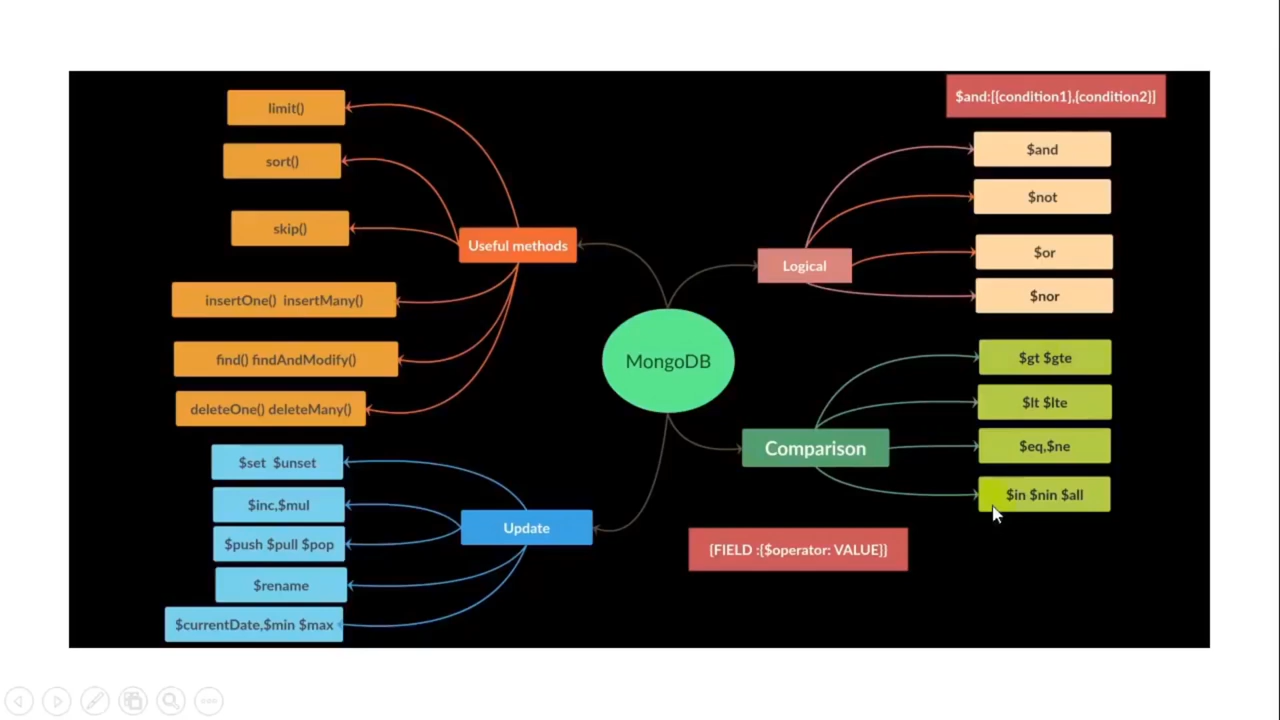 limit()
sort()
skip()
Useful methods
insertOne()  insertMany()
find() findAndModify()
deleteOne() deleteMany()
$set  $unset
$inc,$mul
$push $pull $pop
$rename
$currentDate,$min $max
Update
MongoDB
$and:[{condition1},{condition2}]
$and
$not
$or
$nor
Logical
$gt $gte
$lt $lte
$eq,$ne
$in $nin $all
Comparison
{FIELD :{$operator: VALUE}}